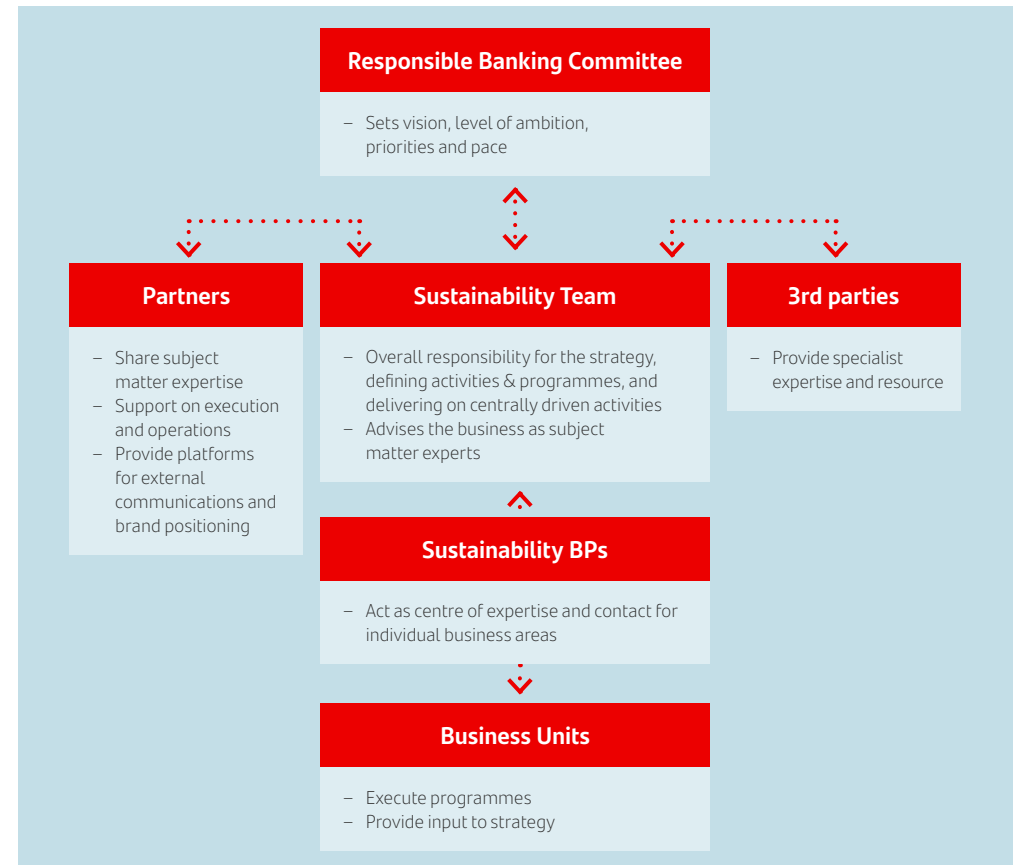 Responsible Banking Committee
– Sets vision, level of ambition,
priorities and pace
Partners
– Share subject
matter expertise
– Support on execution
and operations
– Provide platforms
for external
communications and
brand positioning
Sustainability Team
– Overall responsibility for the strategy,
defining activities & programmes, and
delivering on centrally driven activities
– Advises the business as subject
matter experts
3rd parties
– Provide specialist
expertise and resource
Sustainability BPs
– Act as centre of expertise and contact for
individual business areas
Business Units
– Execute programmes
– Provide input to strategy